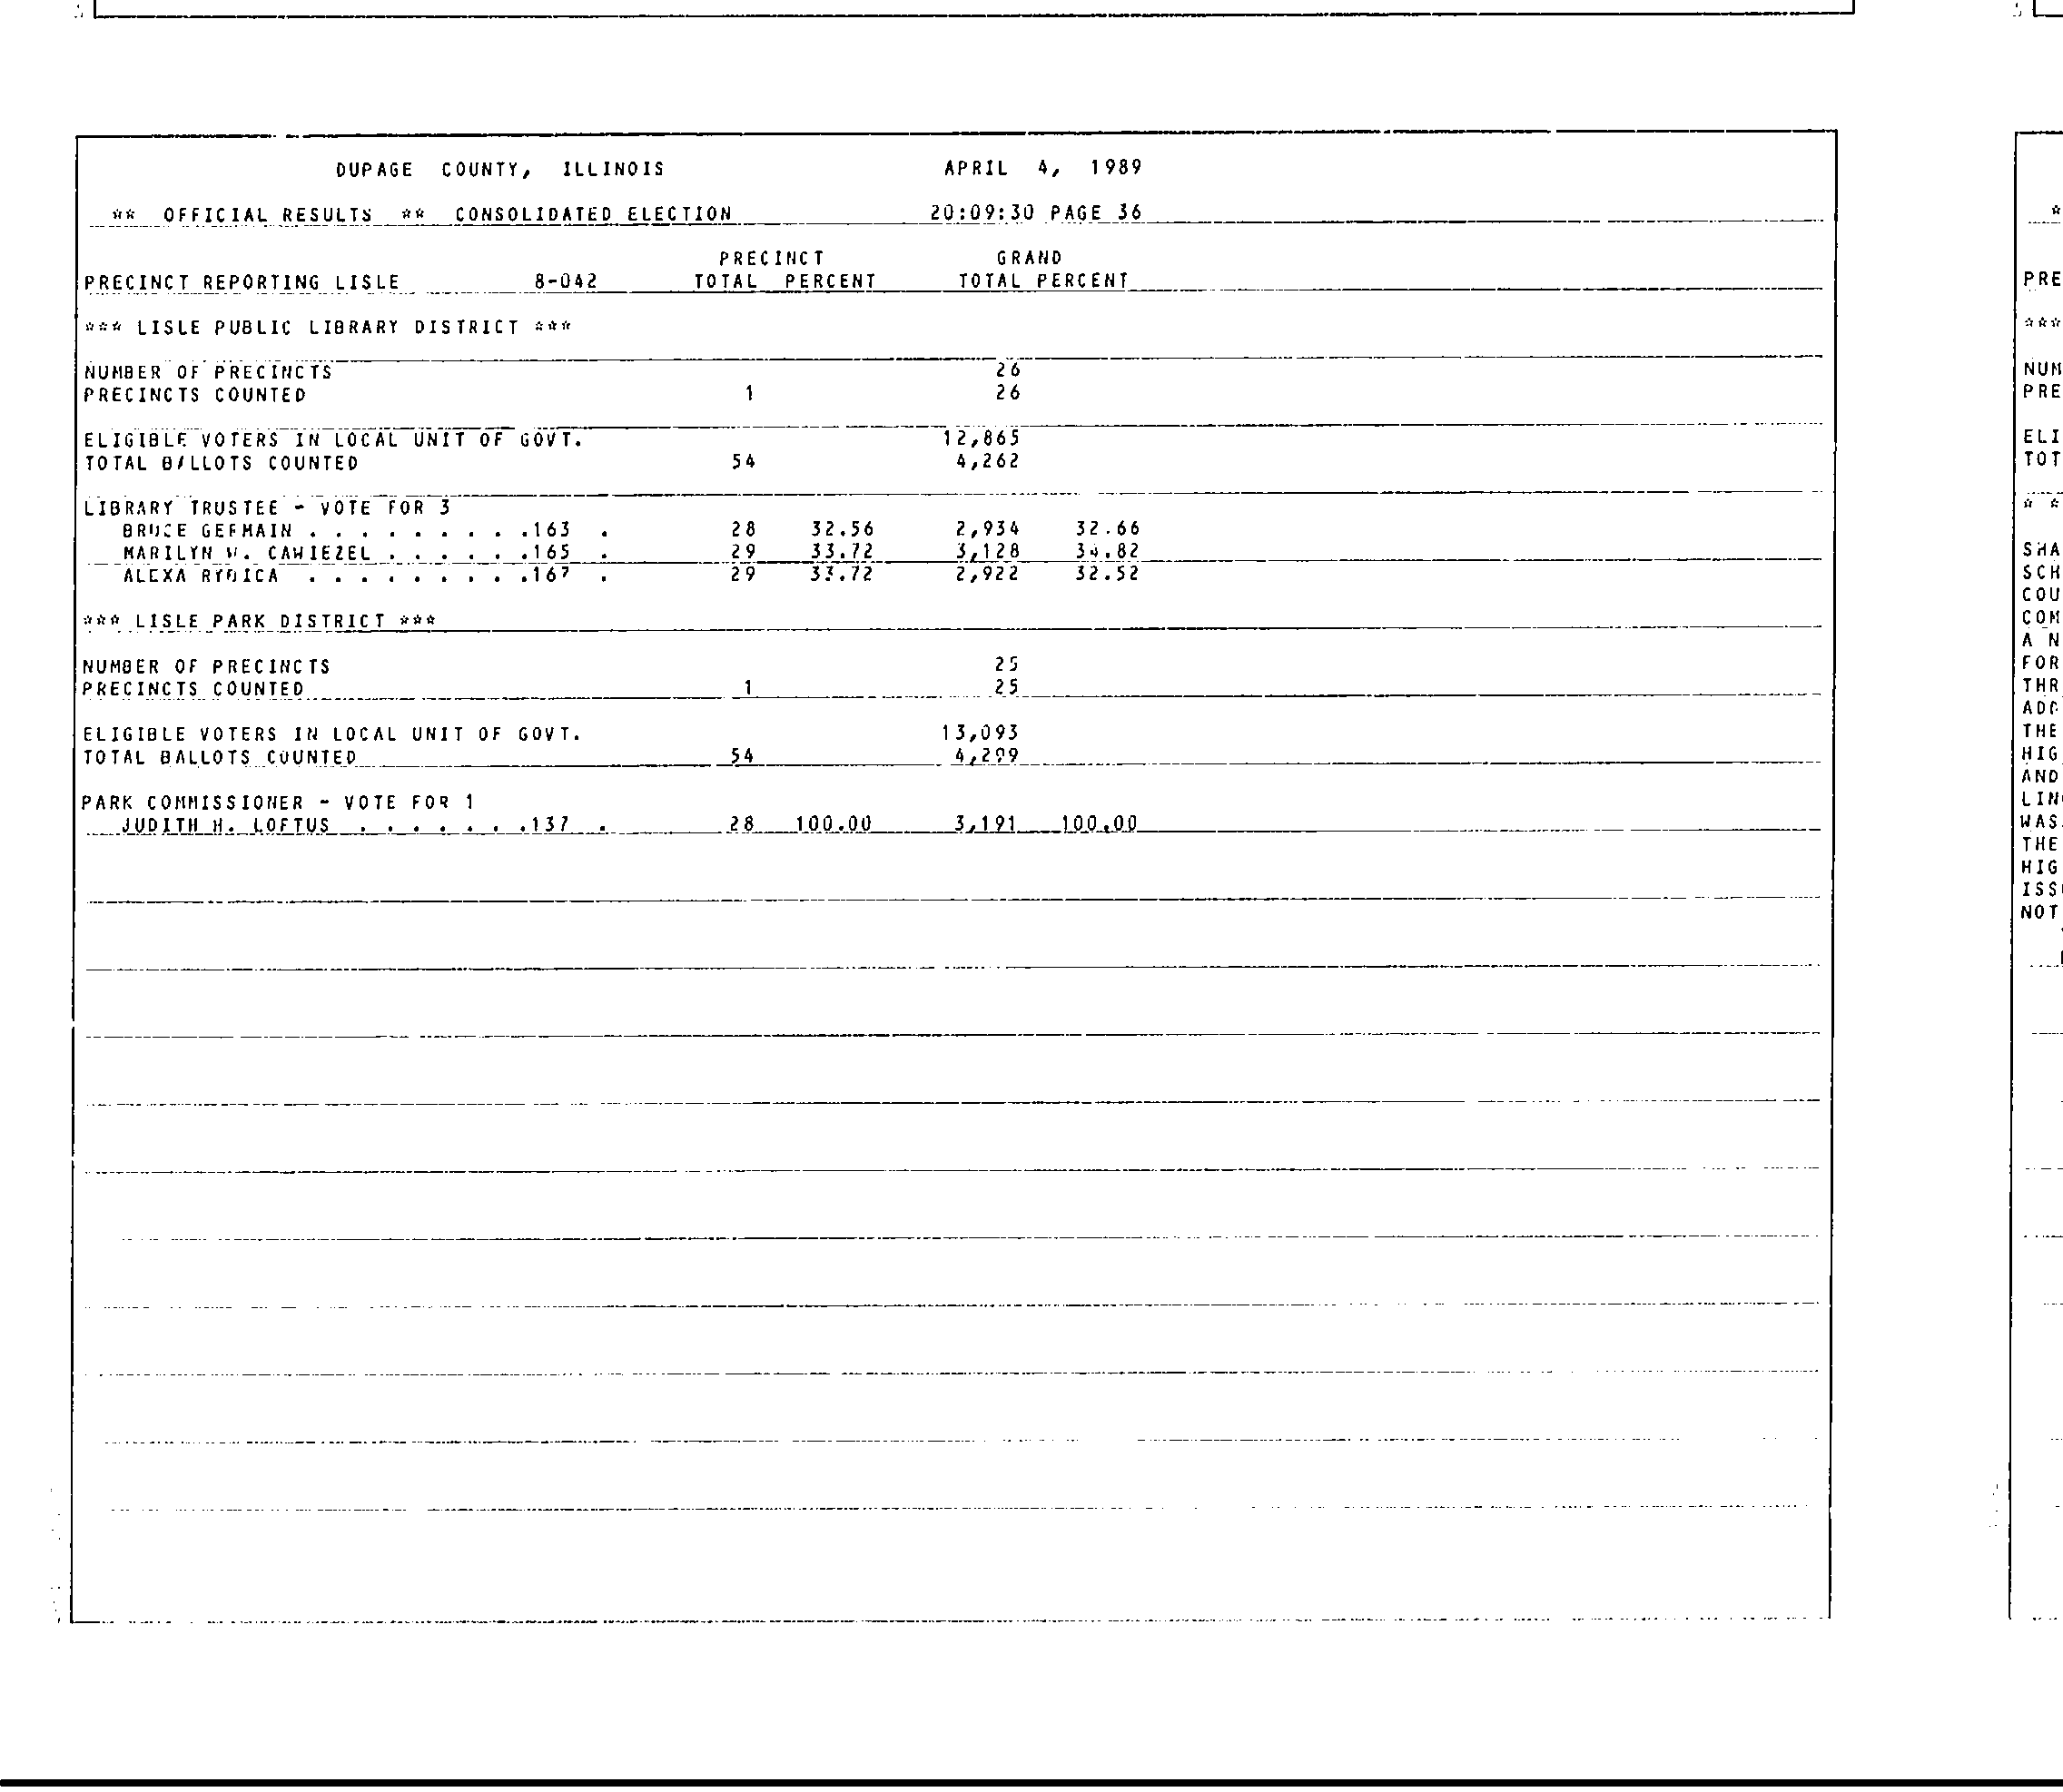 DUPAGE COUNTY, ILLINOIS APRIL 4, 1989
** OFFICIAL RESULTS ** CONSOLIDATED ELECTION 20:09:30 PAGE 36
PRECINCT GRAND
PRECINCT REPORTING LISLE 8-042 TOTAL PERCENT TOTAL PERCENT
*** LISLE PUBLIC LIBRARY DISTRICT ***
NUMBER OF PRECINCTS 26
PRECINCTS COUNTED 1 26
ELIGIBLE VOTERS IN LOCAL UNIT OF GOVT. 12,865
TOTAL BALLOTS COUNTED 54 4,262
LIBRARY TRUSTEE - VOTE FOR 3
BRUCE GERMAIN . . . . . . . . .163 . 28 32.56 2,934 32.66
MARILYN W. CAWIEZEL . . . . . .165 . 29 33.72 3,128 34.82
ALEXA . . . . . . . . .167 . 29 33.72 2,922 32.52
*** LISLE PARK DISTRICT ***
NUMBER OF PRECINCTS 25
PRECINCTS COUNTED 1 25
ELIGIBLE VOTERS IN LOCAL UNIT OF GOVT. 13,093
TOTAL BALLOTS COUNTED 54 4,299
PARK COMMISSIONER - VOTE FOR 1
JUDITH H. LOFTUS . . . . . . .137 . 28 100.00 3,191 100.00
PRE
***
NUM
PRE
ELI
TOT
* *
SHA
SCH
COU
COM
A N
FOR
THR
THE
HIG
AND
LIN
WAS
THE
HIG
ISS
NOT